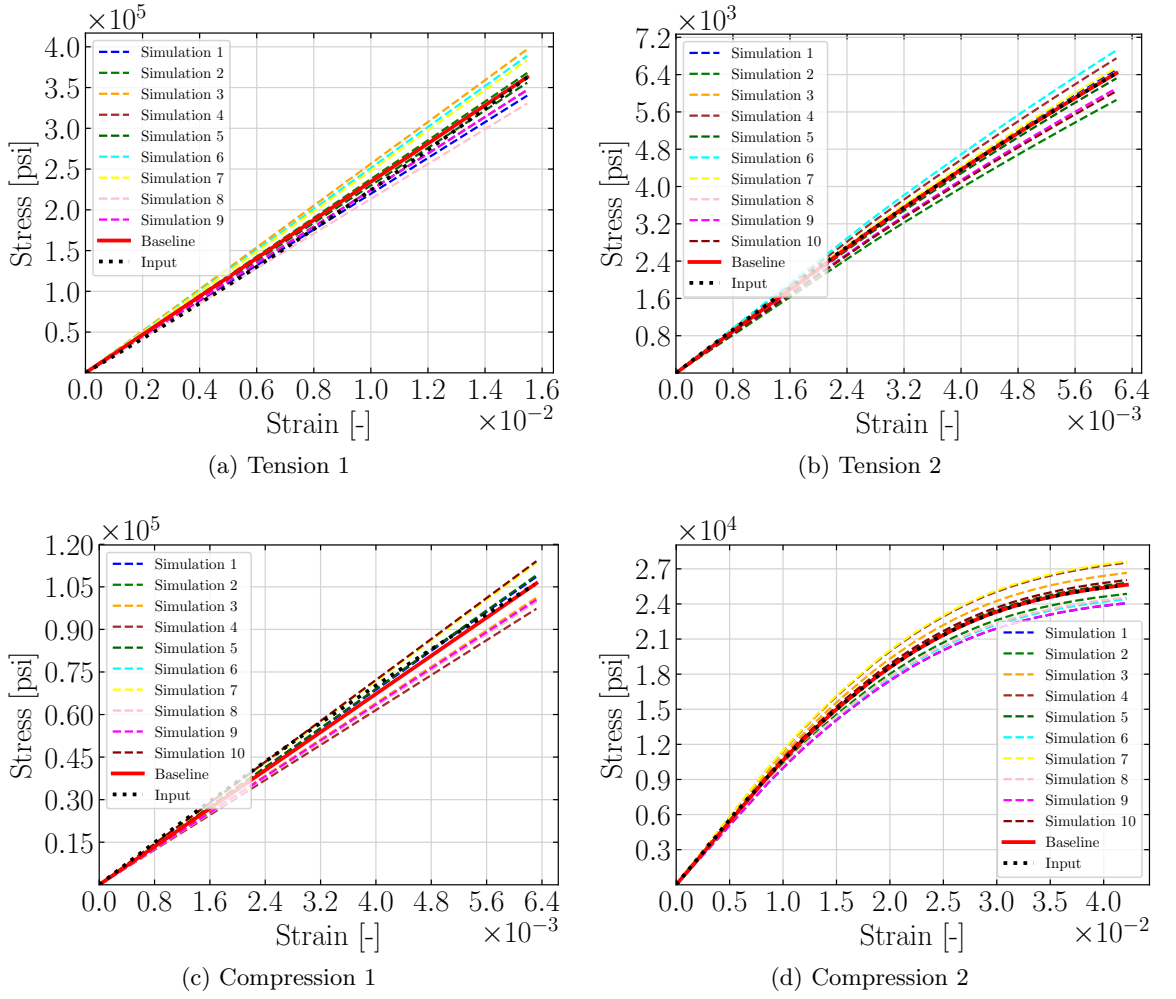 ×10⁵
Stress [psi]
4.0
3.5
3.0
2.5
2.0
1.5
1.0
0.5
Simulation 1
Simulation 2
Simulation 3
Simulation 4
Simulation 5
Simulation 6
Simulation 7
Simulation 8
Simulation 9
Baseline
Input
0.0 0.2 0.4 0.6 0.8 1.0 1.2 1.4 1.6
Strain [-]
×10⁻²
(a) Tension 1
×10³
Stress [psi]
7.2
6.4
5.6
4.8
4.0
3.2
2.4
1.6
0.8
Simulation 1
Simulation 2
Simulation 3
Simulation 4
Simulation 5
Simulation 6
Simulation 7
Simulation 8
Simulation 9
Simulation 10
Baseline
Input
0.0 0.8 1.6 2.4 3.2 4.0 4.8 5.6 6.4
Strain [-]
×10⁻³
(b) Tension 2
×10⁵
Stress [psi]
1.20
1.05
0.90
0.75
0.60
0.45
0.30
0.15
Simulation 1
Simulation 2
Simulation 3
Simulation 4
Simulation 5
Simulation 6
Simulation 7
Simulation 8
Simulation 9
Simulation 10
Baseline
Input
0.0 0.8 1.6 2.4 3.2 4.0 4.8 5.6 6.4
Strain [-]
×10⁻³
(c) Compression 1
×10⁴
Stress [psi]
2.7
2.4
2.1
1.8
1.5
1.2
0.9
0.6
0.3
Simulation 1
Simulation 2
Simulation 3
Simulation 4
Simulation 5
Simulation 6
Simulation 7
Simulation 8
Simulation 9
Simulation 10
Baseline
Input
0.0 0.5 1.0 1.5 2.0 2.5 3.0 3.5 4.0
Strain [-]
×10⁻²
(d) Compression 2